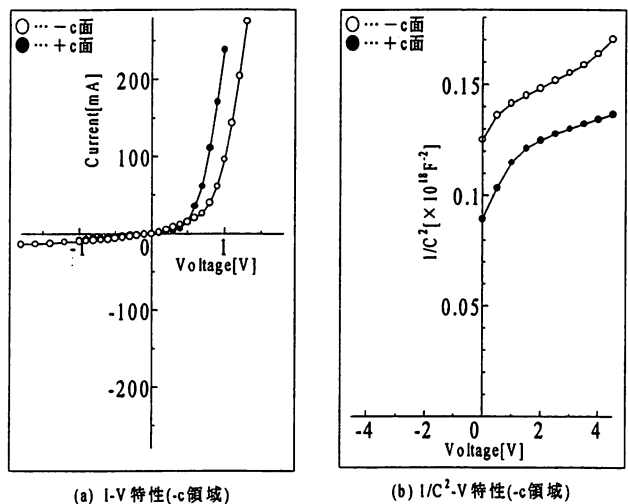 ○… －c面
●… ＋c面
Current[mA]
200
100
-1
0
1
Voltage[V]
-100
-200
(a) I-V特性(-c領域)
○… －c面
●… ＋c面
1/C²[×10¹⁸F⁻²]
0.15
0.1
0.05
-4
-2
0
2
4
Voltage[V]
(b) 1/C²-V特性(-c領域)